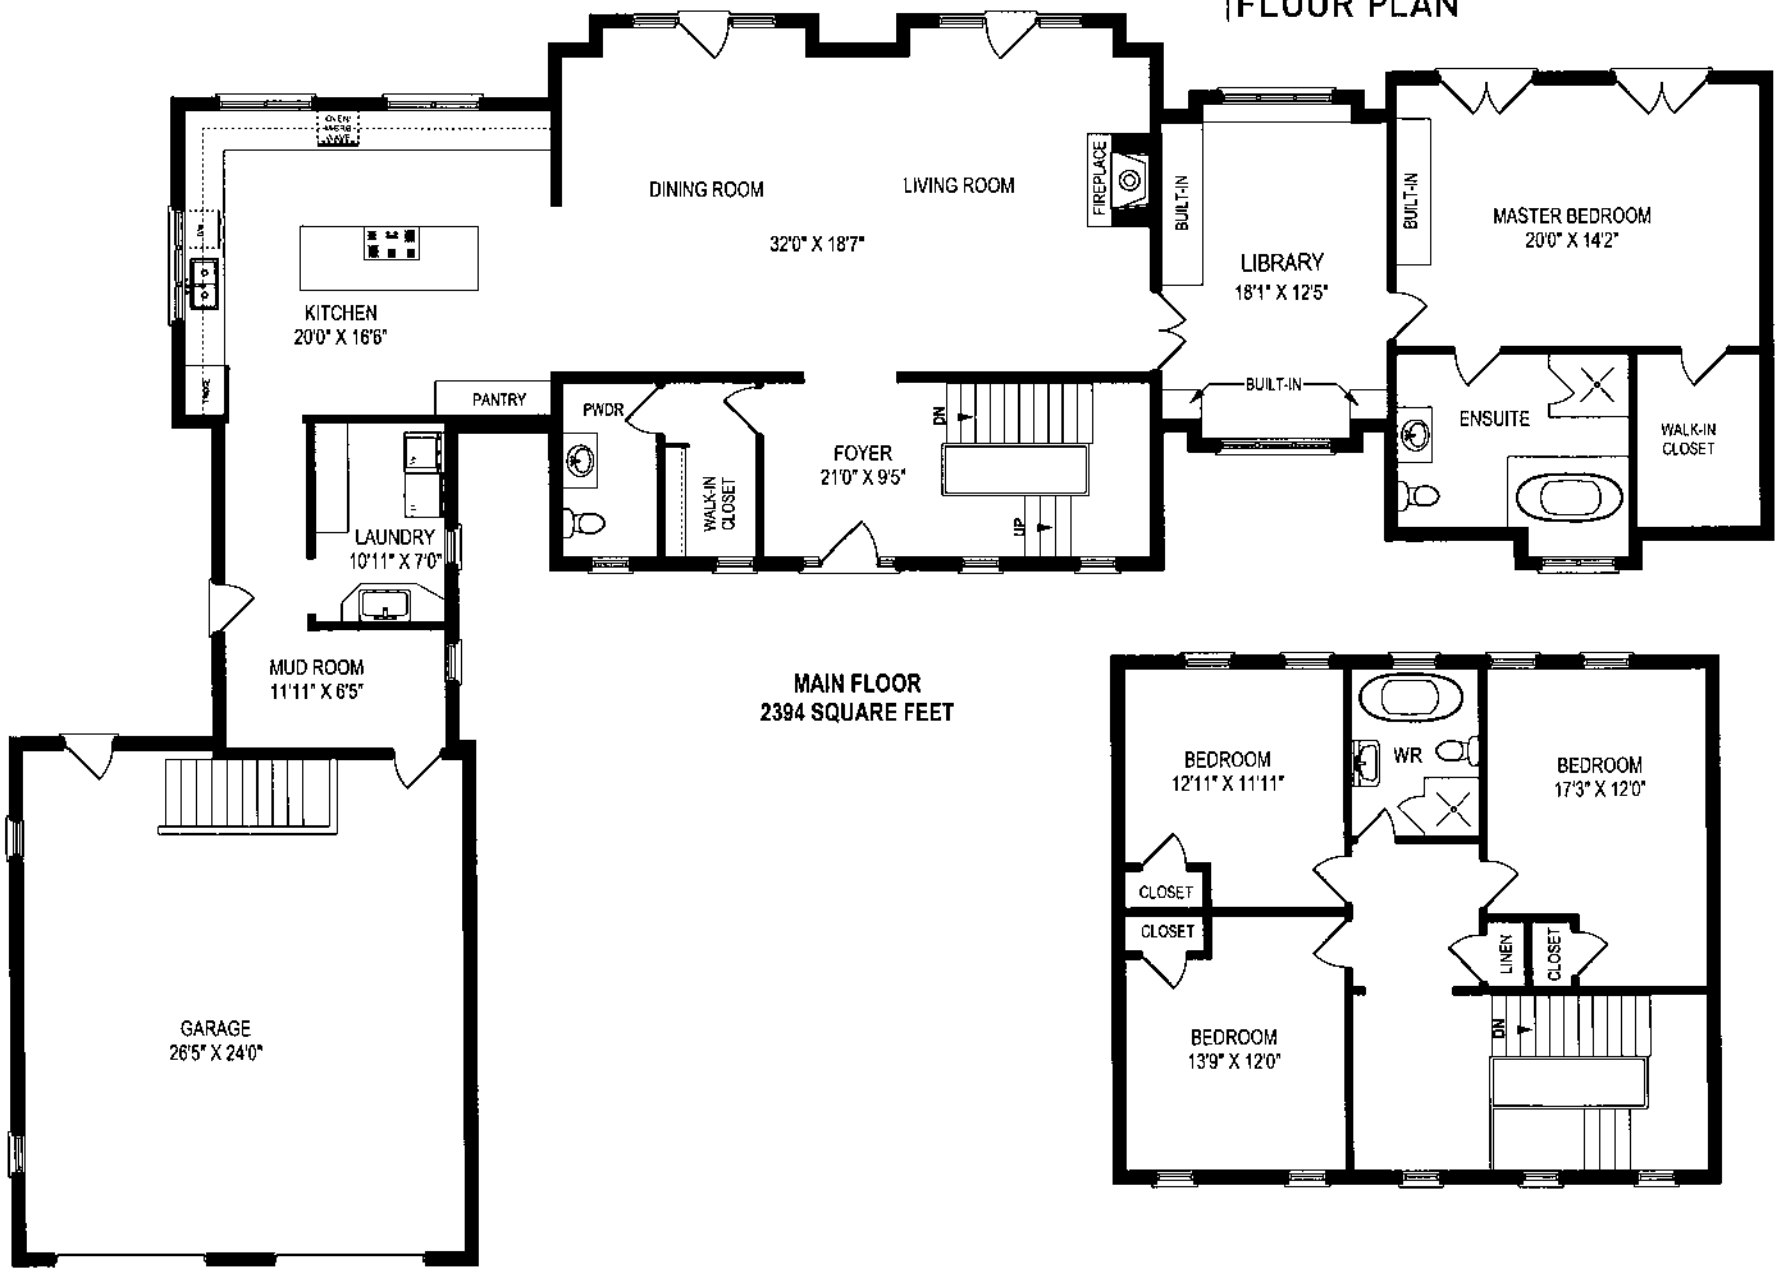 FLOOR PLAN
OVEN/
MICRO
WAVE
DINING ROOM
LIVING ROOM
32'0" X 18'7"
FIREPLACE
BUILT-IN
LIBRARY
18'1" X 12'5"
BUILT-IN
BUILT-IN
MASTER BEDROOM
20'0" X 14'2"
DW
KITCHEN
20'0" X 16'6"
PANTRY
PWDR
WALK-IN
CLOSET
FOYER
21'0" X 9'5"
DN
UP
ENSUITE
WALK-IN
CLOSET
LAUNDRY
10'11" X 7'0"
MUD ROOM
11'11" X 6'5"
MAIN FLOOR
2394 SQUARE FEET
GARAGE
26'5" X 24'0"
BEDROOM
12'11" X 11'11"
WR
BEDROOM
17'3" X 12'0"
CLOSET
CLOSET
LINEN
CLOSET
BEDROOM
13'9" X 12'0"
DN